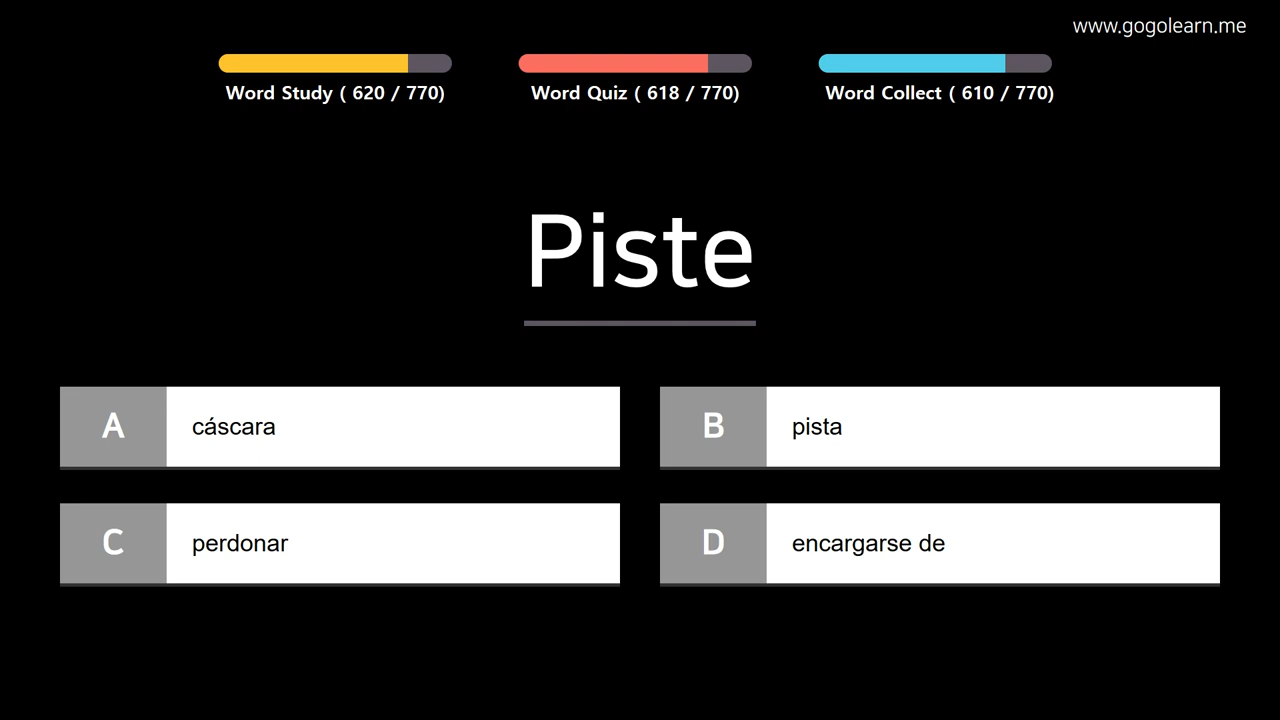 www.gogolearn.me
Word Study ( 620 / 770)
Word Quiz ( 618 / 770)
Word Collect ( 610 / 770)
Piste
A cáscara
B pista
C perdonar
D encargarse de